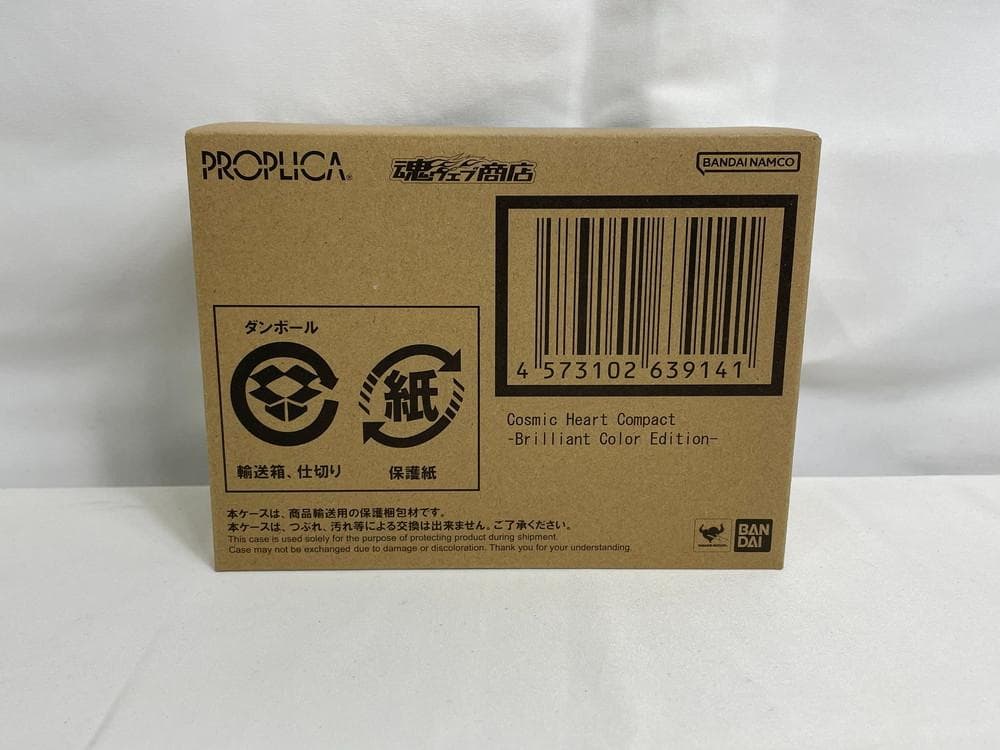 PROPLICA®
魂ウェブ商店
BANDAI NAMCO
4 573102 639141
Cosmic Heart Compact
-Brilliant Color Edition-
ダンボール
紙
輸送箱、仕切り
保護紙
本ケースは、商品輸送用の保護梱包材です。
本ケースは、つぶれ、汚れ等による交換は出来ません。ご了承ください。
This case is used solely for the purpose of protecting product during shipment.
Case may not be exchanged due to damage or discoloration. Thank you for your understanding.
BAN
DAI